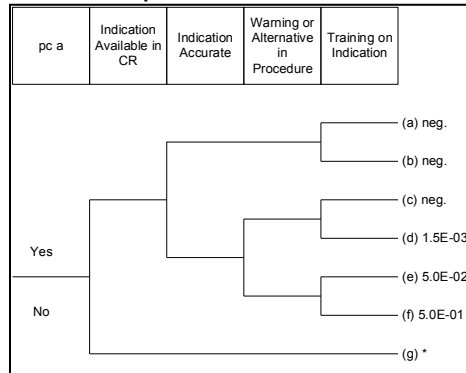 pc a
Indication
Available in
CR
Indication
Accurate
Warning or
Alternative
in
Procedure
Training on
Indication
(a) neg.
(b) neg.
(c) neg.
Yes
(d) 1.5E-03
(e) 5.0E-02
No
(f) 5.0E-01
(g) *